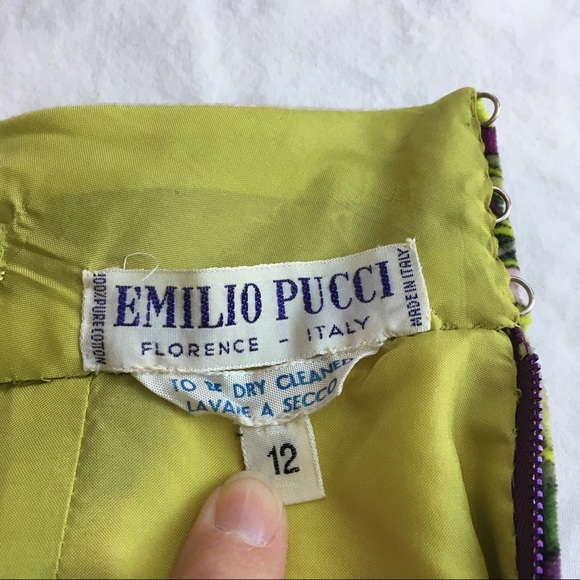 100% PURE COTTON
EMILIO PUCCI
FLORENCE - ITALY
MADE IN ITALY
TO BE DRY CLEANED
LAVARE A SECCO
12